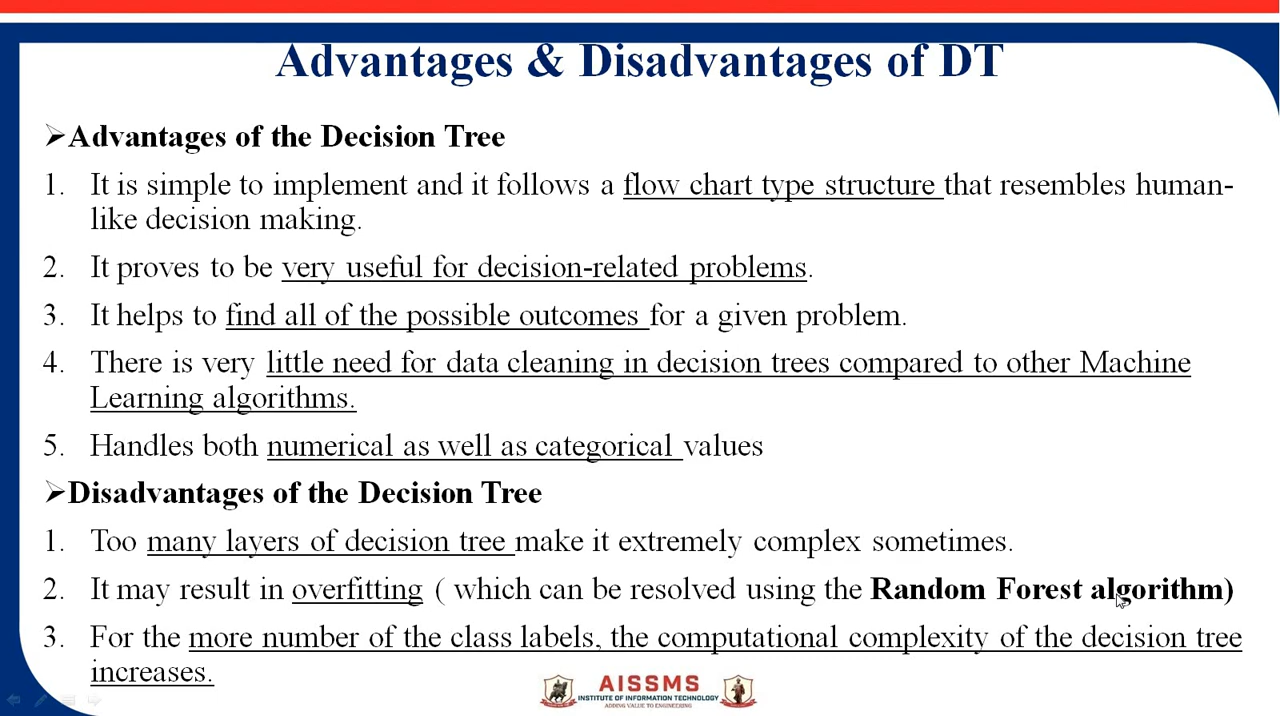 Advantages & Disadvantages of DT
➢Advantages of the Decision Tree
1. It is simple to implement and it follows a flow chart type structure that resembles human-
like decision making.
2. It proves to be very useful for decision-related problems.
3. It helps to find all of the possible outcomes for a given problem.
4. There is very little need for data cleaning in decision trees compared to other Machine
Learning algorithms.
5. Handles both numerical as well as categorical values
➢Disadvantages of the Decision Tree
1. Too many layers of decision tree make it extremely complex sometimes.
2. It may result in overfitting ( which can be resolved using the Random Forest algorithm)
3. For the more number of the class labels, the computational complexity of the decision tree
increases.
AISSMS
INSTITUTE OF INFORMATION TECHNOLOGY
ADDING VALUE TO ENGINEERING